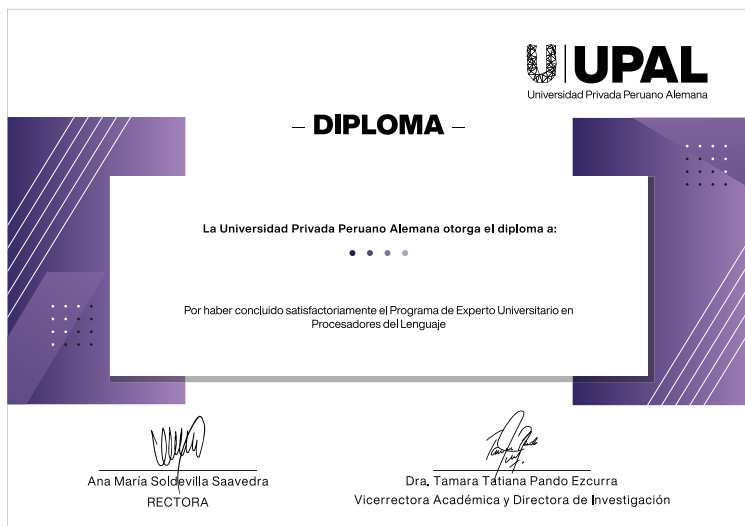 UPAL
Universidad Privada Peruano Alemana
– DIPLOMA –
La Universidad Privada Peruano Alemana otorga el diploma a:
Por haber concluido satisfactoriamente el Programa de Experto Universitario en
Procesadores del Lenguaje
Ana María Soldevilla Saavedra
RECTORA
Dra. Tamara Tatiana Pando Ezcurra
Vicerrectora Académica y Directora de Investigación